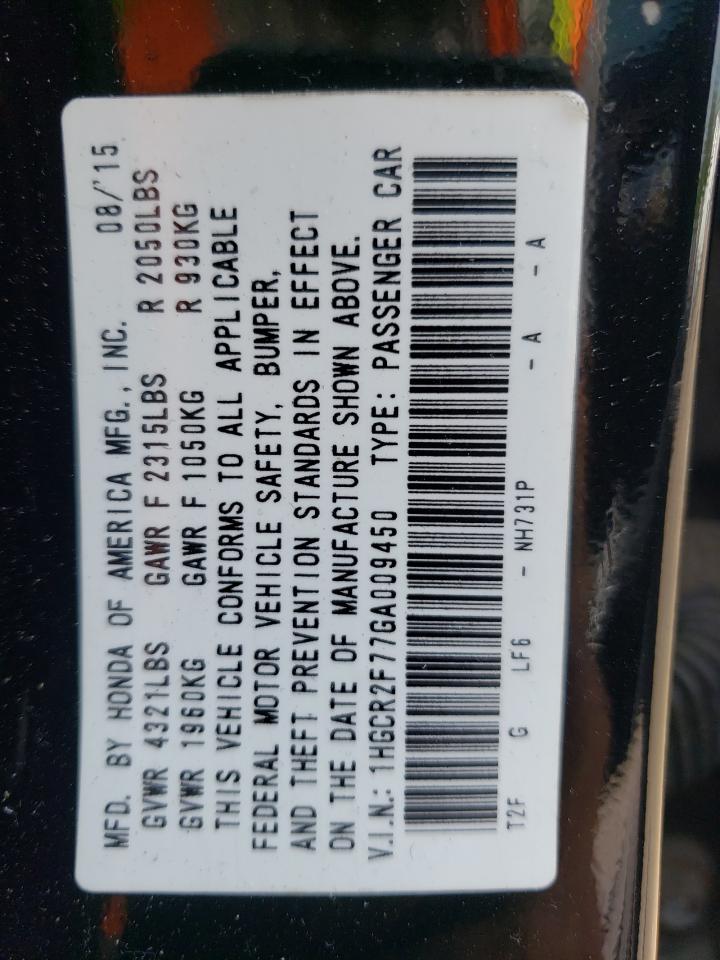 MFD. BY HONDA OF AMERICA MFG., INC. 08/'15
GVWR 4321LBS GAWR F 2315LBS R 2050LBS
GVWR 1960KG GAWR F 1050KG R 930KG
THIS VEHICLE CONFORMS TO ALL APPLICABLE
FEDERAL MOTOR VEHICLE SAFETY, BUMPER,
AND THEFT PREVENTION STANDARDS IN EFFECT
ON THE DATE OF MANUFACTURE SHOWN ABOVE.
V.I.N.: 1HGCR2F77GA009450 TYPE: PASSENGER CAR
T2F G LF6 - NH731P - A - A